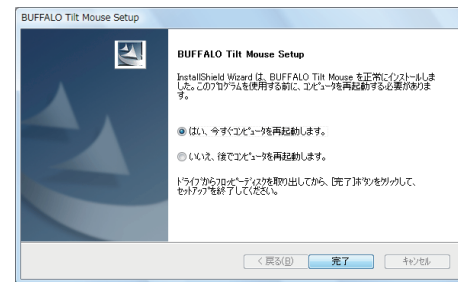 BUFFALO Tilt Mouse Setup
BUFFALO Tilt Mouse Setup
InstallShield Wizard は、BUFFALO Tilt Mouse を正常にインストールしま
した。このプログラムを使用する前に、コンピュータを再起動する必要がありま
す。
はい、今すぐコンピュータを再起動します。
いいえ、後でコンピュータを再起動します。
ドライブからフロッピーディスクを取り出してから、[完了]ボタンをクリックして、
セットアップを終了してください。
< 戻る(B)
完了
キャンセル